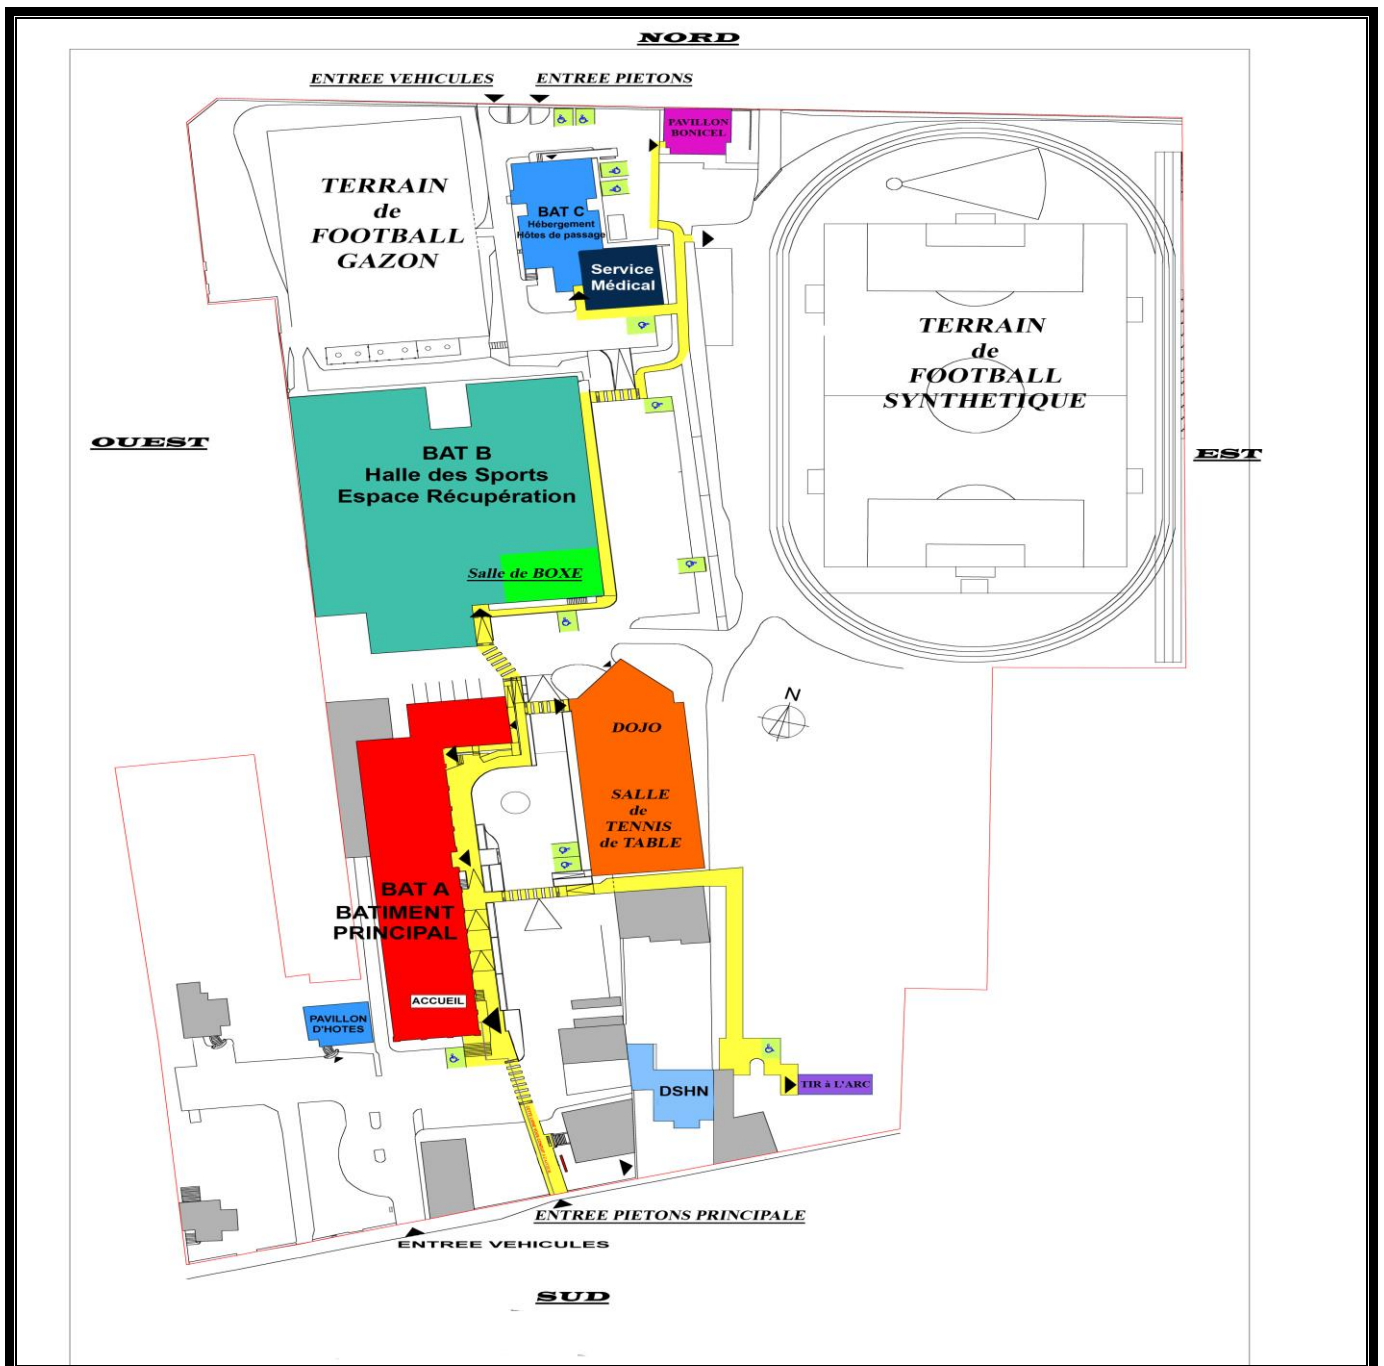 NORD
ENTREE VEHICULES
ENTREE PIETONS
PAVILLON
BONICEL
TERRAIN
de
FOOTBALL
GAZON
BAT C
Hébergement
Hôtes de passage
Service
Médical
TERRAIN
de
FOOTBALL
SYNTHETIQUE
OUEST
EST
BAT B
Halle des Sports
Espace Récupération
Salle de BOXE
N
DOJO
SALLE
de
TENNIS
de TABLE
BAT A
BATIMENT
PRINCIPAL
ACCUEIL
PAVILLON
D'HOTES
DSHN
TIR à L'ARC
ENTREE PIETONS PRINCIPALE
ENTREE VEHICULES
SUD